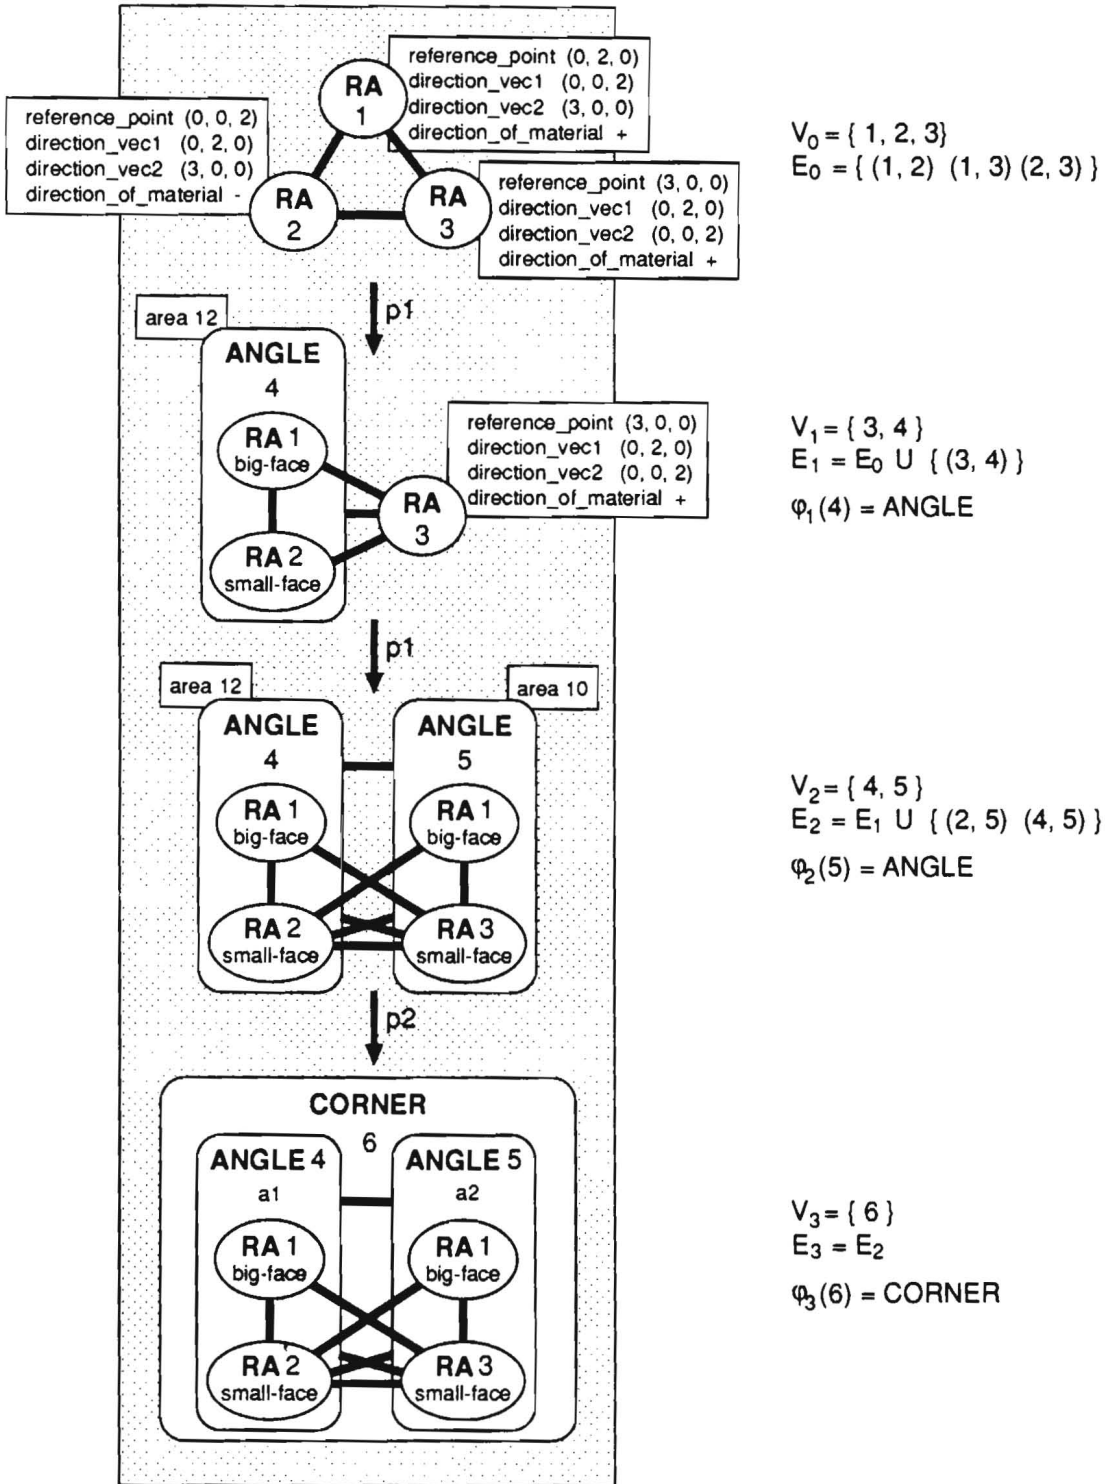 reference_point (0, 2, 0)
direction_vec1 (0, 0, 2)
direction_vec2 (3, 0, 0)
direction_of_material +
RA
1
reference_point (0, 0, 2)
direction_vec1 (0, 2, 0)
direction_vec2 (3, 0, 0)
direction_of_material -
RA
2
RA
3
reference_point (3, 0, 0)
direction_vec1 (0, 2, 0)
direction_vec2 (0, 0, 2)
direction_of_material +
V₀ = { 1, 2, 3}
E₀ = { (1, 2) (1, 3) (2, 3) }
p1
area 12
ANGLE
4
RA 1
big-face
RA 2
small-face
RA
3
reference_point (3, 0, 0)
direction_vec1 (0, 2, 0)
direction_vec2 (0, 0, 2)
direction_of_material +
V₁ = { 3, 4 }
E₁ = E₀ U { (3, 4) }
φ₁(4) = ANGLE
p1
area 12
ANGLE
4
RA 1
big-face
RA 2
small-face
area 10
ANGLE
5
RA 1
big-face
RA 3
small-face
V₂ = { 4, 5 }
E₂ = E₁ U { (2, 5) (4, 5) }
φ₂(5) = ANGLE
p2
CORNER
6
ANGLE 4
a1
RA 1
big-face
RA 2
small-face
ANGLE 5
a2
RA 1
big-face
RA 3
small-face
V₃ = { 6 }
E₃ = E₂
φ₃(6) = CORNER